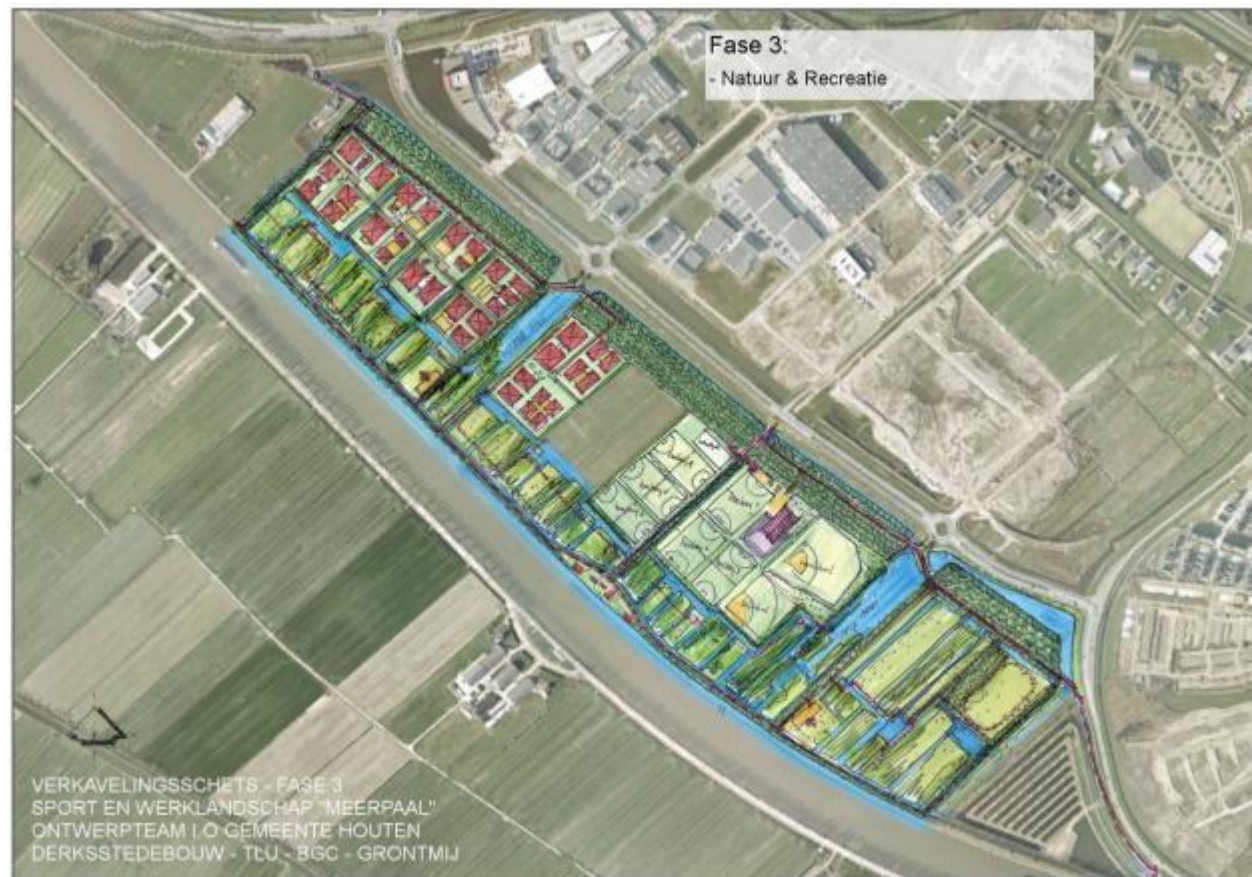 Fase 3:
- Natuur & Recreatie
VERKAVELINGSSCHETS - FASE 3
SPORT EN WERKLANDSCHAP "MEERPAAL"
ONTWERPTEAM I.O GEMEENTE HOUTEN
DERKSSTEDEBOUW - TLU - BGC - GRONTMIJ